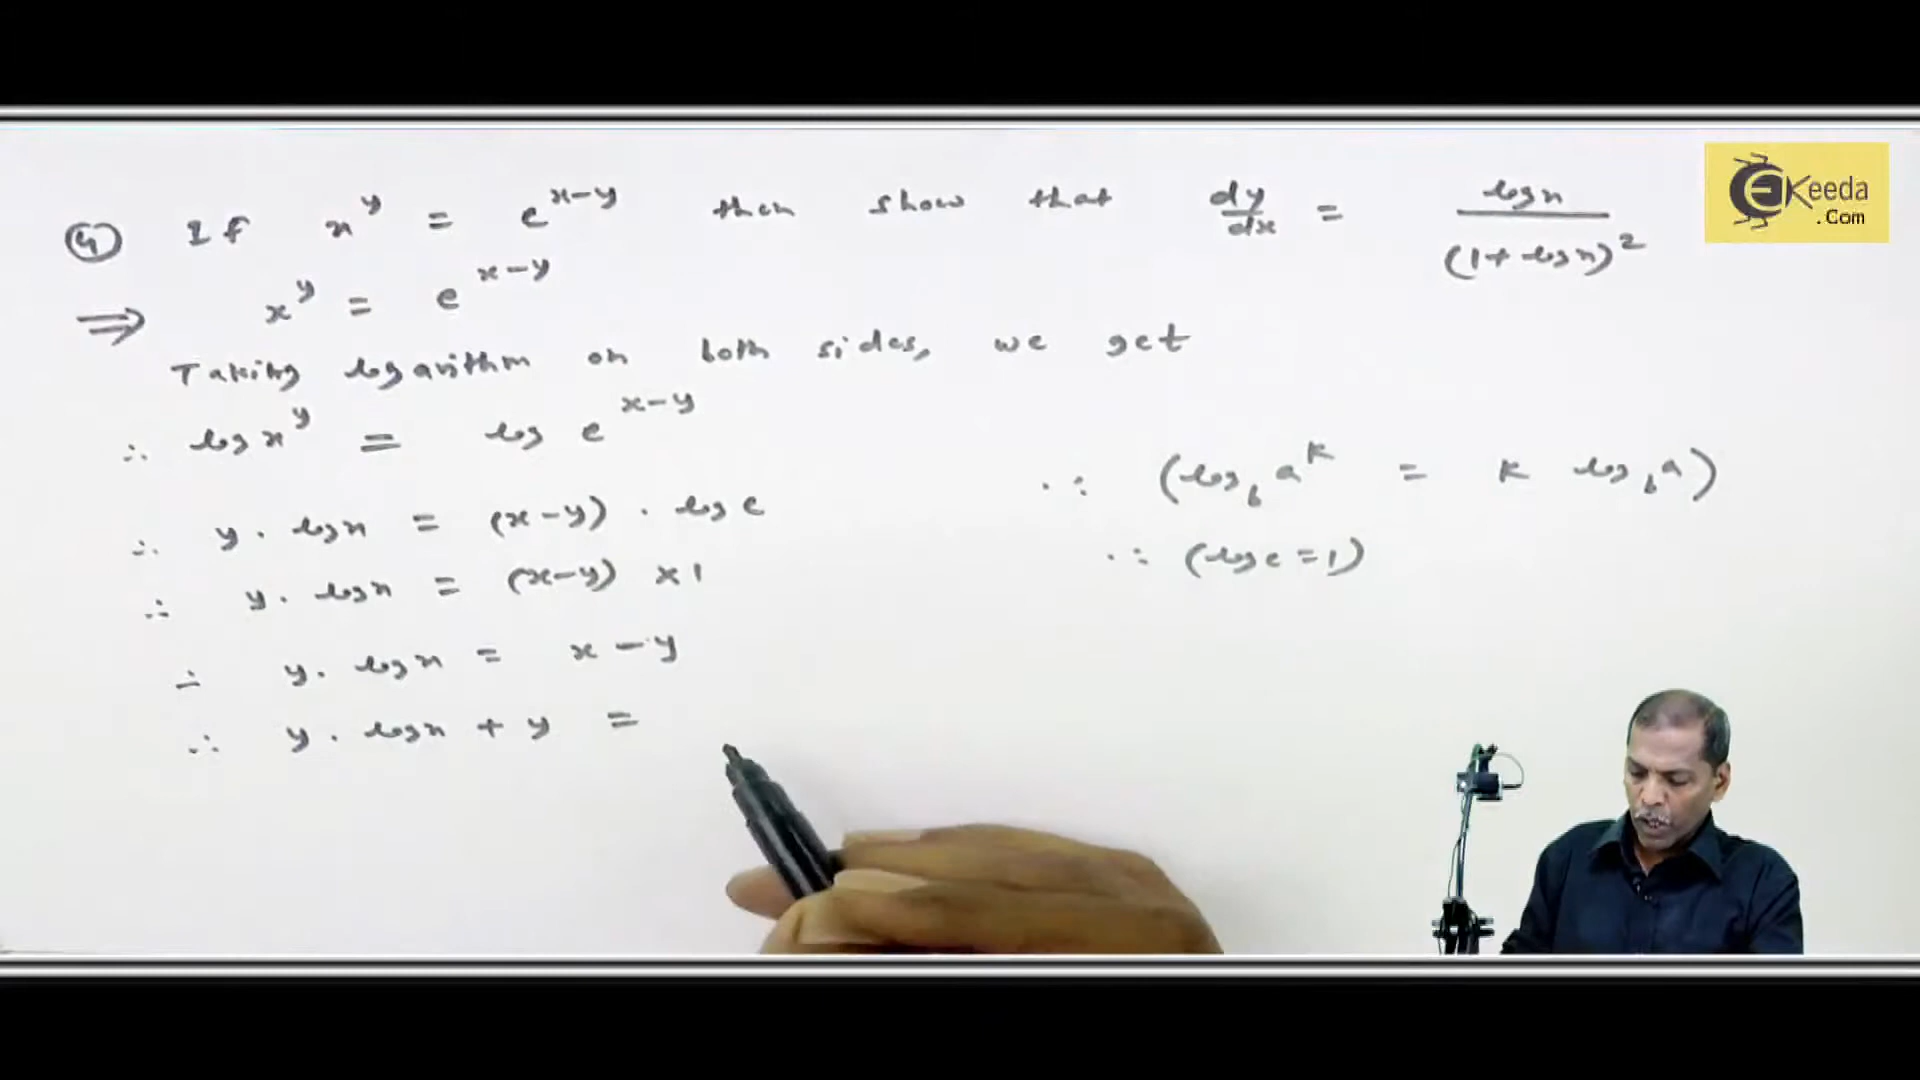 ④ If x^y = e^(x-y) then show that dy/dx = log x / (1 + log x)^2
⇒ x^y = e^(x-y)
Taking logarithm on both sides, we get
∴ log x^y = log e^(x-y)
∴ y . log x = (x-y) . log e ∵ (log_b a^k = k log_b a)
∴ y . log x = (x-y) × 1 ∵ (log e = 1)
∴ y . log x = x - y
∴ y . log x + y =
EKeeda
.Com